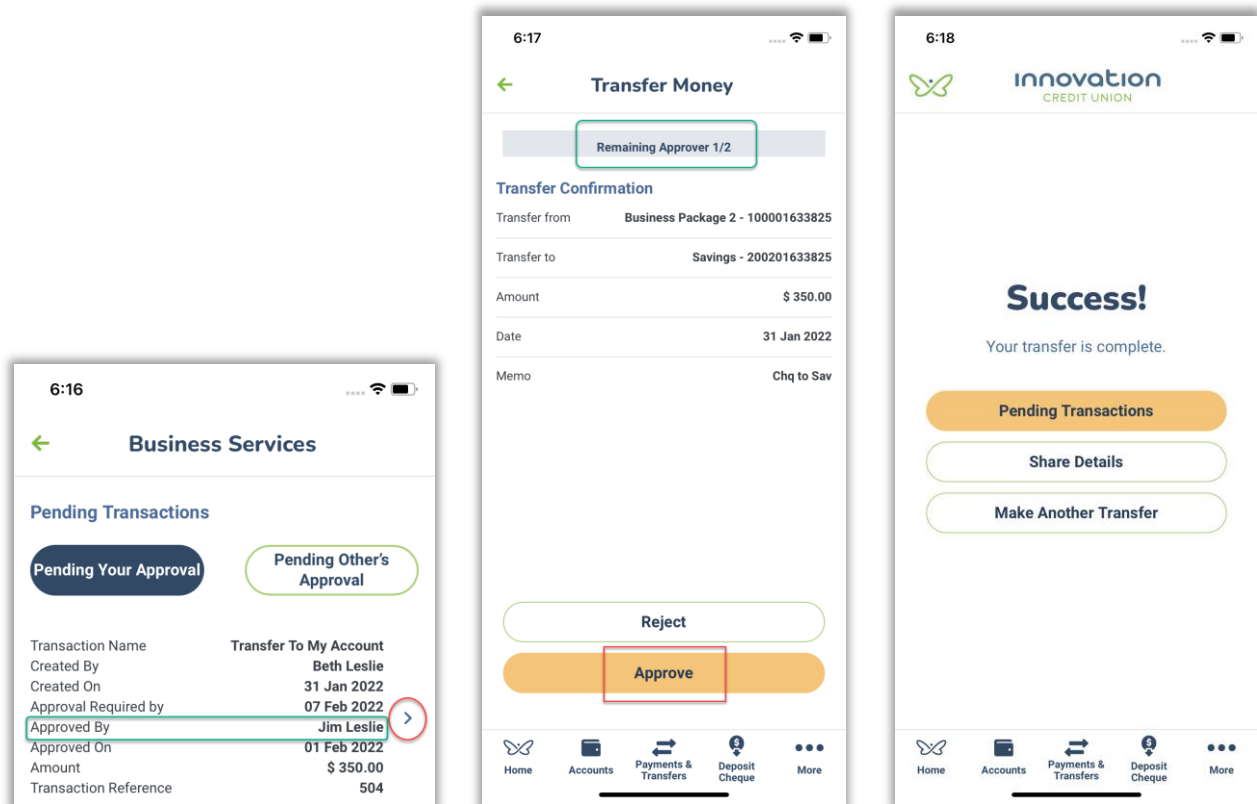 6:16
Business Services
Pending Transactions
Pending Your Approval
Pending Other's
Approval
Transaction Name Transfer To My Account
Created By Beth Leslie
Created On 31 Jan 2022
Approval Required by 07 Feb 2022
Approved By Jim Leslie
Approved On 01 Feb 2022
Amount $ 350.00
Transaction Reference 504
6:17
Transfer Money
Remaining Approver 1/2
Transfer Confirmation
Transfer from Business Package 2 - 100001633825
Transfer to Savings - 200201633825
Amount $ 350.00
Date 31 Jan 2022
Memo Chq to Sav
Reject
Approve
Home Accounts Payments & Transfers Deposit Cheque More
6:18
innovation
CREDIT UNION
Success!
Your transfer is complete.
Pending Transactions
Share Details
Make Another Transfer
Home Accounts Payments & Transfers Deposit Cheque More